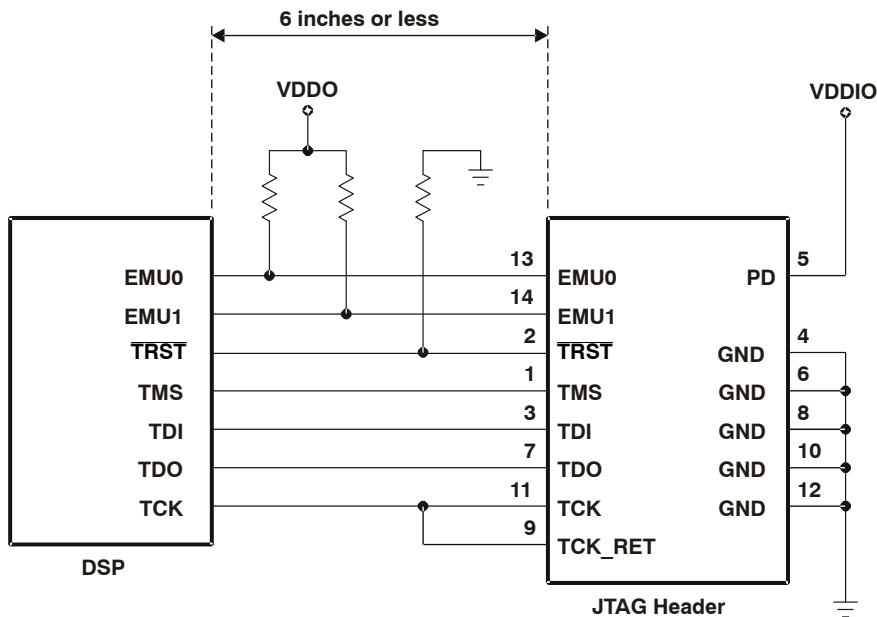 6 inches or less
VDDO
VDDIO
13
5
EMU0
EMU0
PD
14
EMU1
EMU1
2
4
TRST
TRST
GND
1
6
TMS
TMS
GND
3
8
TDI
TDI
GND
7
10
TDO
TDO
GND
11
12
TCK
TCK
GND
9
TCK_RET
DSP
JTAG Header